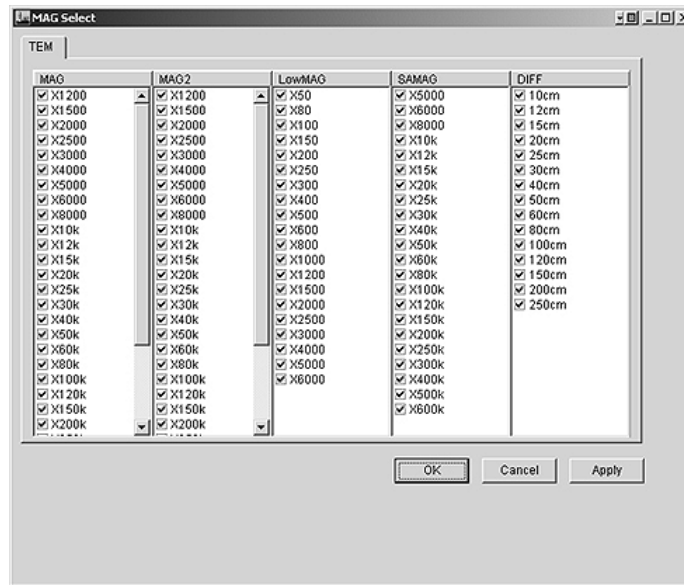 MAG Select
TEM
MAG MAG2 LowMAG SAMAG DIFF
X1200 X1200 X50 X5000 10cm
X1500 X1500 X80 X6000 12cm
X2000 X2000 X100 X8000 15cm
X2500 X2500 X150 X10k 20cm
X3000 X3000 X200 X12k 25cm
X4000 X4000 X250 X15k 30cm
X5000 X5000 X300 X20k 40cm
X6000 X6000 X400 X25k 50cm
X8000 X8000 X500 X30k 60cm
X10k X10k X600 X40k 80cm
X12k X12k X800 X50k 100cm
X15k X15k X1000 X60k 120cm
X20k X20k X1200 X80k 150cm
X25k X25k X1500 X100k 200cm
X30k X30k X2000 X120k 250cm
X40k X40k X2500 X150k
X50k X50k X3000 X200k
X60k X60k X4000 X250k
X80k X80k X5000 X300k
X100k X100k X6000 X400k
X120k X120k X500k
X150k X150k X600k
X200k X200k
OK Cancel Apply